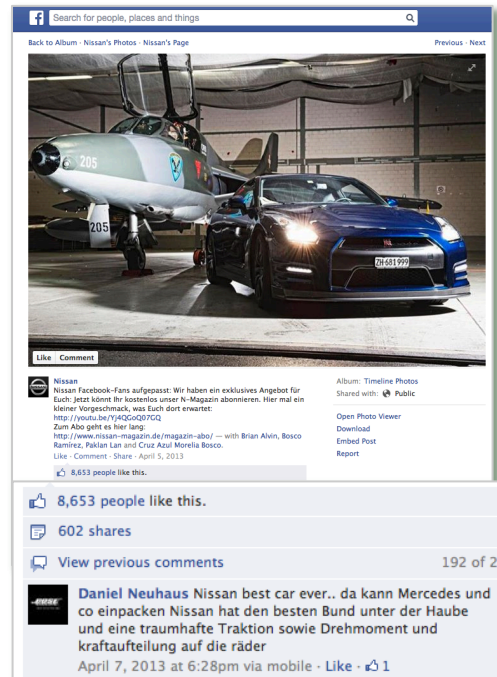 Search for people, places and things
Back to Album · Nissan's Photos · Nissan's Page
Previous · Next
205
205
ZH·681999
Like Comment
Nissan
Nissan Facebook-Fans aufgepasst: Wir haben ein exklusives Angebot für
Euch: Jetzt könnt Ihr kostenlos unser N-Magazin abonnieren. Hier mal ein
kleiner Vorgeschmack, was Euch dort erwartet:
http://youtu.be/Yj4QGoQ07GQ
Zum Abo geht es hier lang:
http://www.nissan-magazin.de/magazin-abo/ — with Brian Alvin, Bosco
Ramírez, Paklan Lan and Cruz Azul Morelia Bosco.
Like · Comment · Share · April 5, 2013
8,653 people like this.
Album: Timeline Photos
Shared with: Public
Open Photo Viewer
Download
Embed Post
Report
8,653 people like this.
602 shares
View previous comments
192 of 2
Daniel Neuhaus Nissan best car ever.. da kann Mercedes und
co einpacken Nissan hat den besten Bund unter der Haube
und eine traumhafte Traktion sowie Drehmoment und
kraftaufteilung auf die räder
April 7, 2013 at 6:28pm via mobile · Like · 1